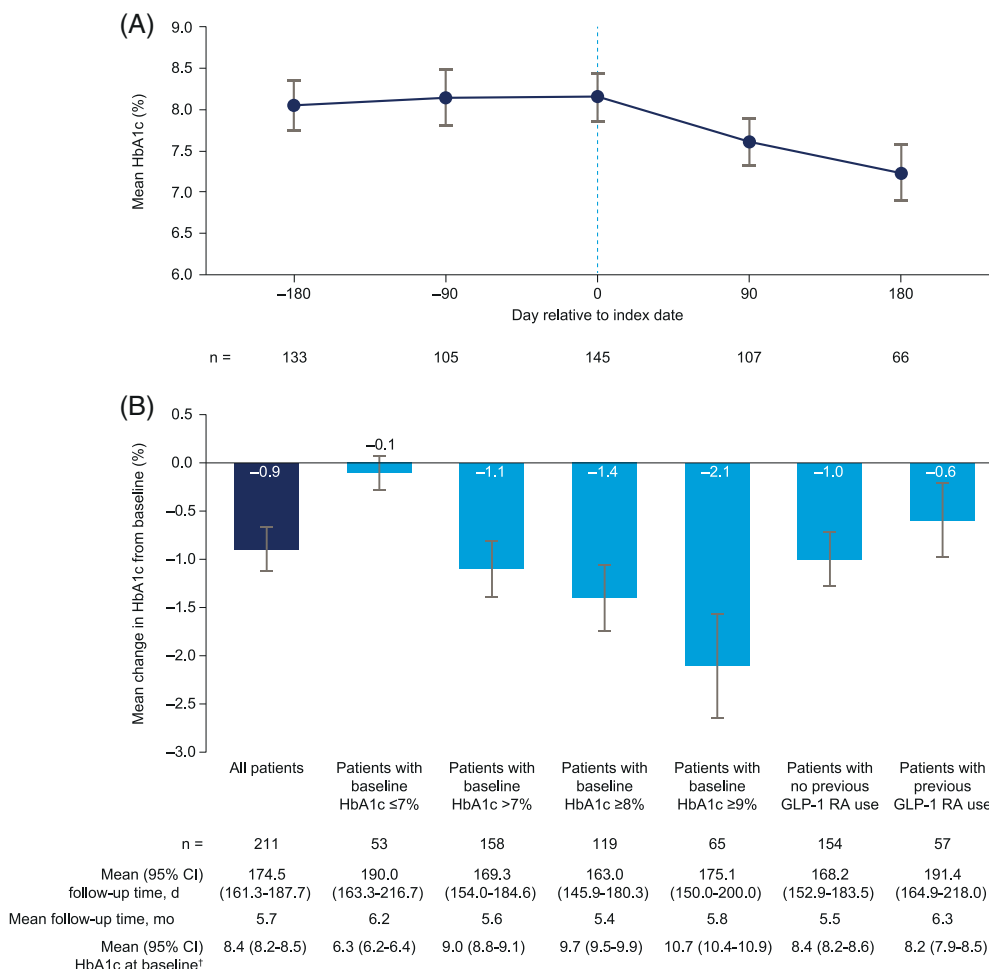 (A)
9.0
8.5
8.0
7.5
7.0
6.5
6.0
Mean HbA1c (%)
−180
−90
0
90
180
Day relative to index date
n =
133
105
145
107
66
(B)
0.5
0.0
−0.5
−1.0
−1.5
−2.0
−2.5
−3.0
Mean change in HbA1c from baseline (%)
−0.9
−0.1
−1.1
−1.4
−2.1
−1.0
−0.6
All patients
Patients with
baseline
HbA1c ≤7%
Patients with
baseline
HbA1c >7%
Patients with
baseline
HbA1c ≥8%
Patients with
baseline
HbA1c ≥9%
Patients with
no previous
GLP-1 RA use
Patients with
previous
GLP-1 RA use
n = 211 53 158 119 65 154 57
Mean (95% CI) 174.5 190.0 169.3 163.0 175.1 168.2 191.4
follow-up time, d (161.3-187.7) (163.3-216.7) (154.0-184.6) (145.9-180.3) (150.0-200.0) (152.9-183.5) (164.9-218.0)
Mean follow-up time, mo 5.7 6.2 5.6 5.4 5.8 5.5 6.3
Mean (95% CI) 8.4 (8.2-8.5) 6.3 (6.2-6.4) 9.0 (8.8-9.1) 9.7 (9.5-9.9) 10.7 (10.4-10.9) 8.4 (8.2-8.6) 8.2 (7.9-8.5)
HbA1c at baseline†